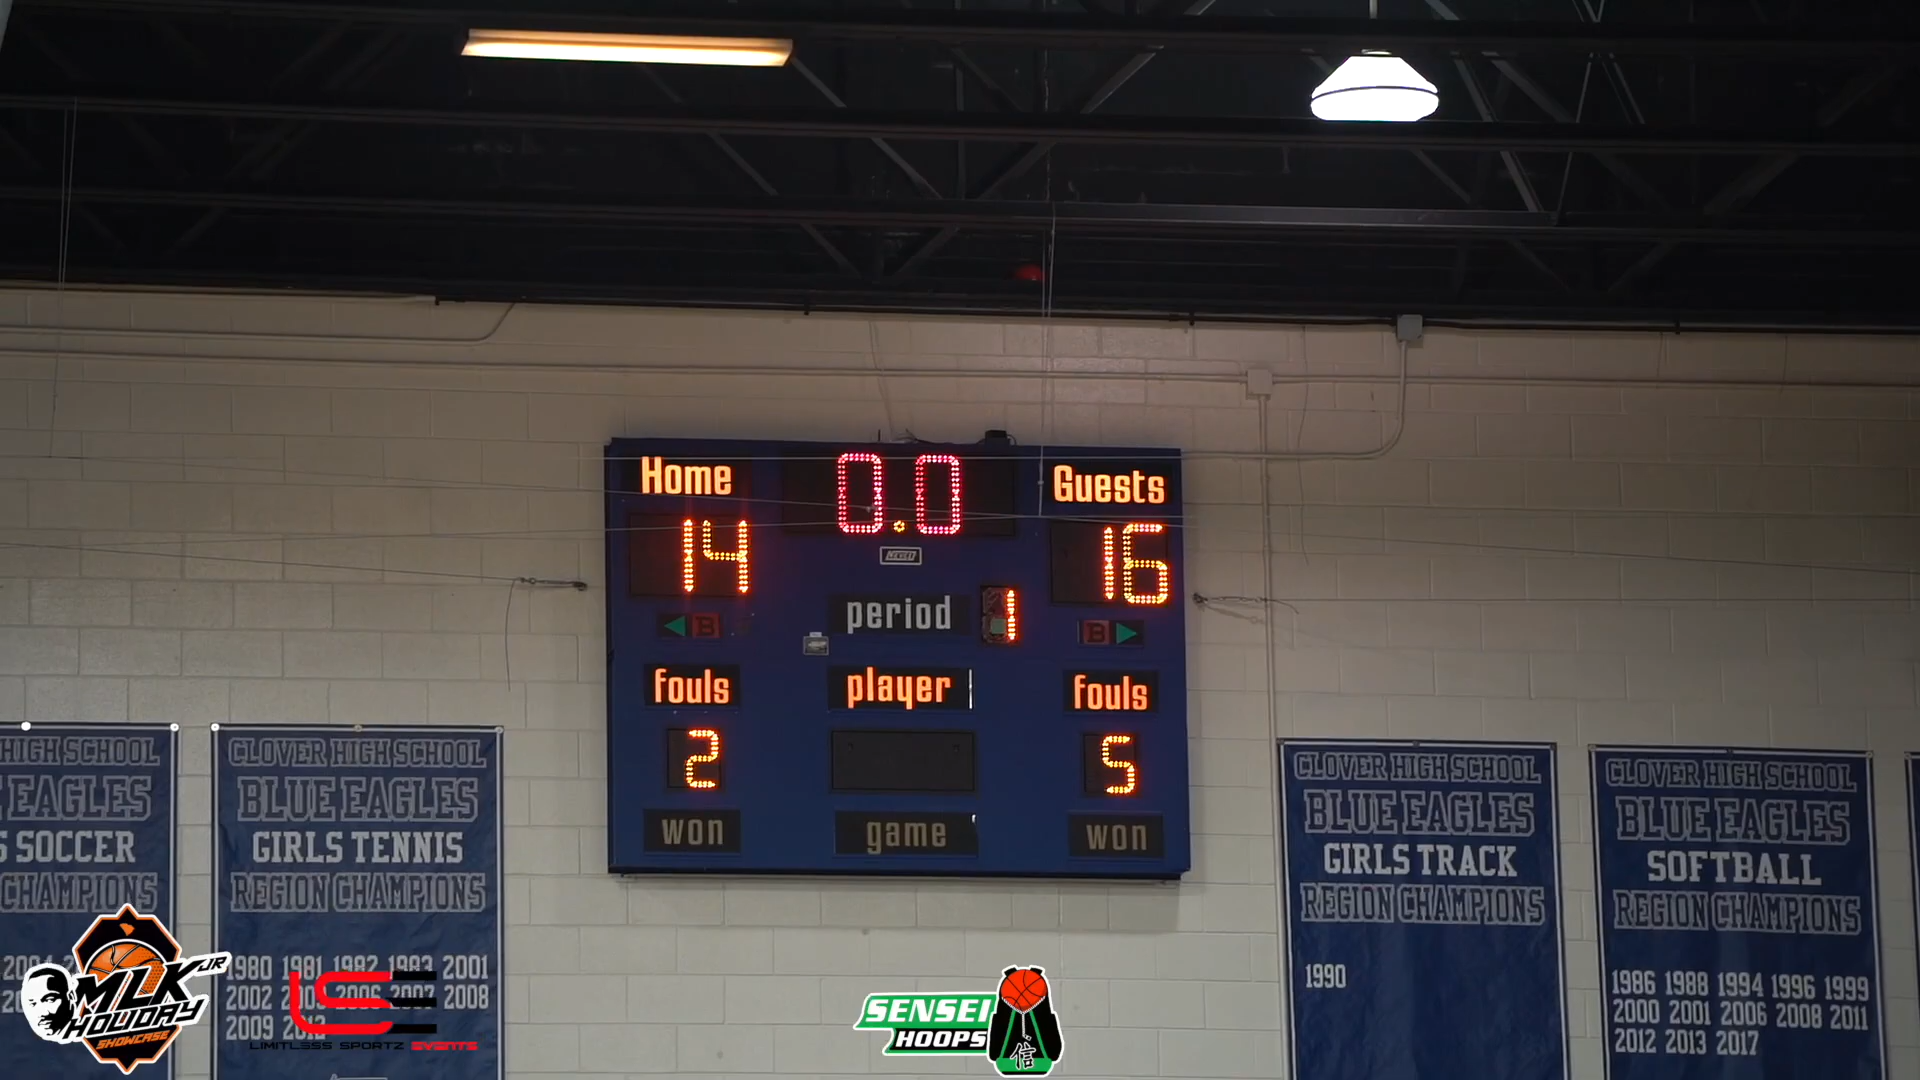 Home
0.0
Guests
14
16
NEVCO
period
1
B
B
fouls
player
fouls
2
5
won
game
won
HIGH SCHOOL
EAGLES
SOCCER
CHAMPIONS
CLOVER HIGH SCHOOL
BLUE EAGLES
GIRLS TENNIS
REGION CHAMPIONS
1980 1981 1982 1983 2001
2002 2006 2007 2008
2009
CLOVER HIGH SCHOOL
BLUE EAGLES
GIRLS TRACK
REGION CHAMPIONS
1990
CLOVER HIGH SCHOOL
BLUE EAGLES
SOFTBALL
REGION CHAMPIONS
1986 1988 1994 1996 1999
2000 2001 2006 2008 2011
2012 2013 2017
MLK JR
HOLIDAY
SHOWCASE
LSE
LIMITLESS SPORTZ EVENTS
SENSEI
HOOPS
信